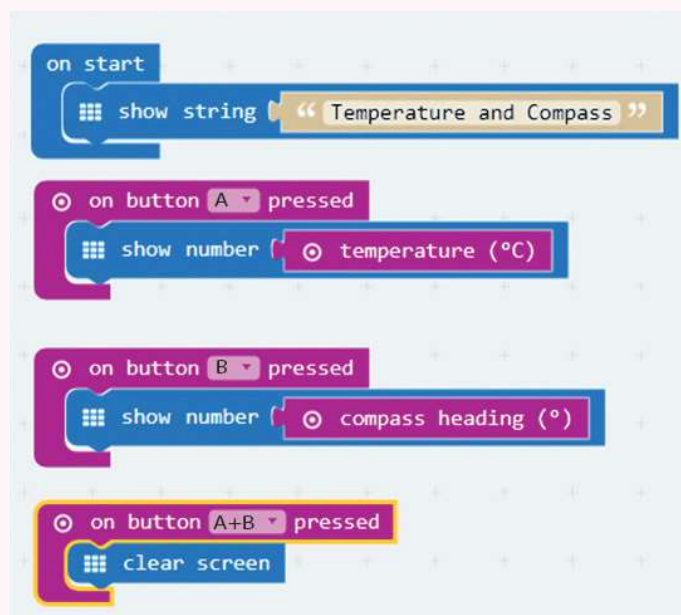 on start
show string “ Temperature and Compass ”
on button A pressed
show number temperature (°C)
on button B pressed
show number compass heading (°)
on button A+B pressed
clear screen